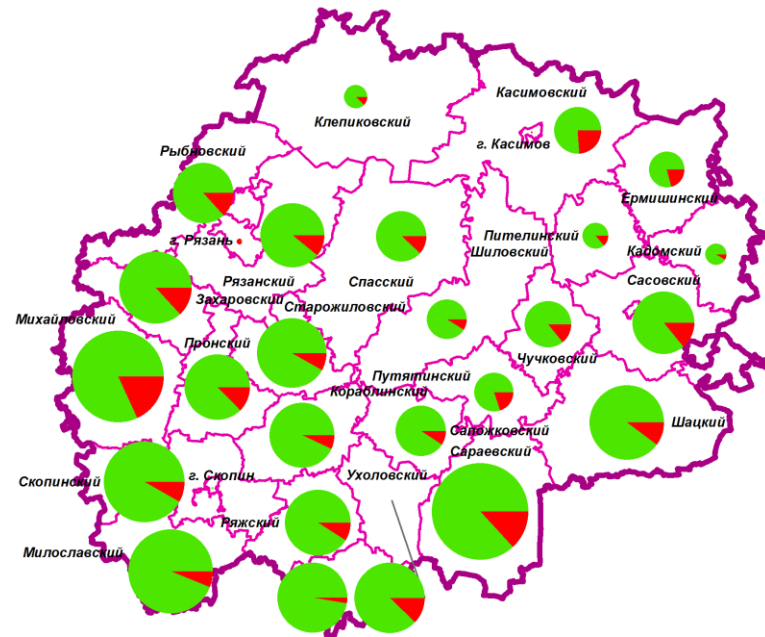 Касимовский
Клепиковский
г. Касимов
Рыбновский
Ермишинский
г. Рязань
Пителинский
Шиловский
Кадомский
Рязанский
Спасский
Сасовский
Захаровский
Старожиловский
Михайловский
Пронский
Чучковский
Путятинский
Кораблинский
Шацкий
Сапожковский
Сараевский
Ухоловский
г. Скопин
Скопинский
Ряжский
Милославский